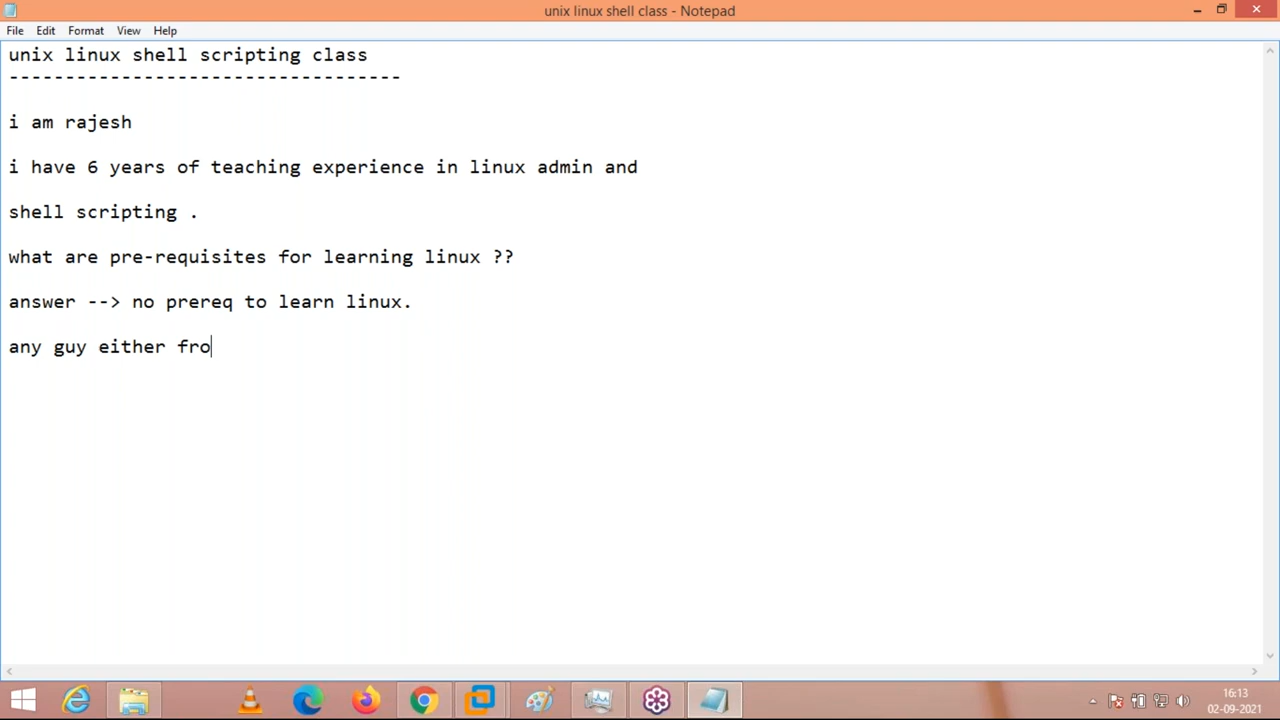 unix linux shell class - Notepad
File Edit Format View Help
unix linux shell scripting class
-----------------------------------
i am rajesh
i have 6 years of teaching experience in linux admin and
shell scripting .
what are pre-requisites for learning linux ??
answer --> no prereq to learn linux.
any guy either fro
16:13
02-09-2021